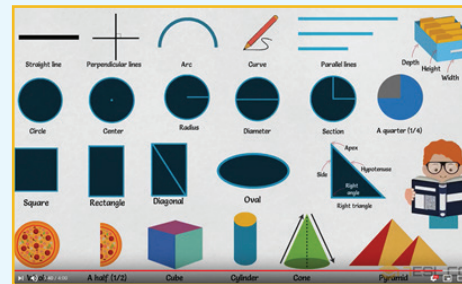 Straight line
Perpendicular lines
Arc
Curve
Parallel lines
Depth
Height
Width
Circle
Center
Radius
Diameter
Section
A quarter (1/4)
Square
Rectangle
Diagonal
Oval
Apex
Side
Hypotenuse
Right
angle
Right triangle
A half (1/2)
Cube
Cylinder
Cone
Pyramid